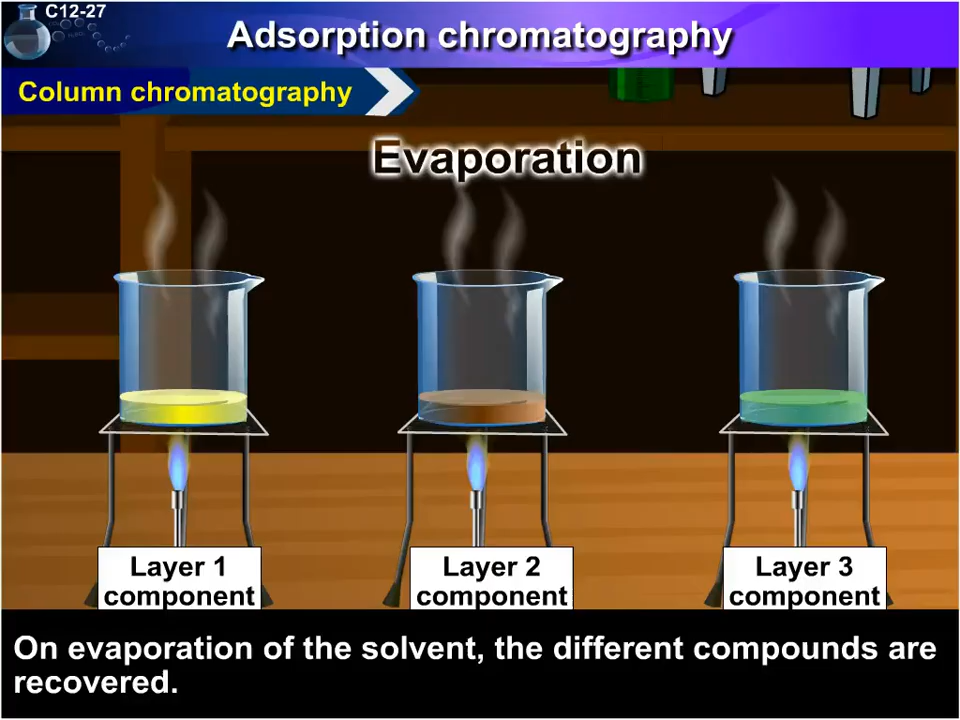 C12-27
Adsorption chromatography
Column chromatography
Evaporation
Layer 1
component
Layer 2
component
Layer 3
component
On evaporation of the solvent, the different compounds are
recovered.